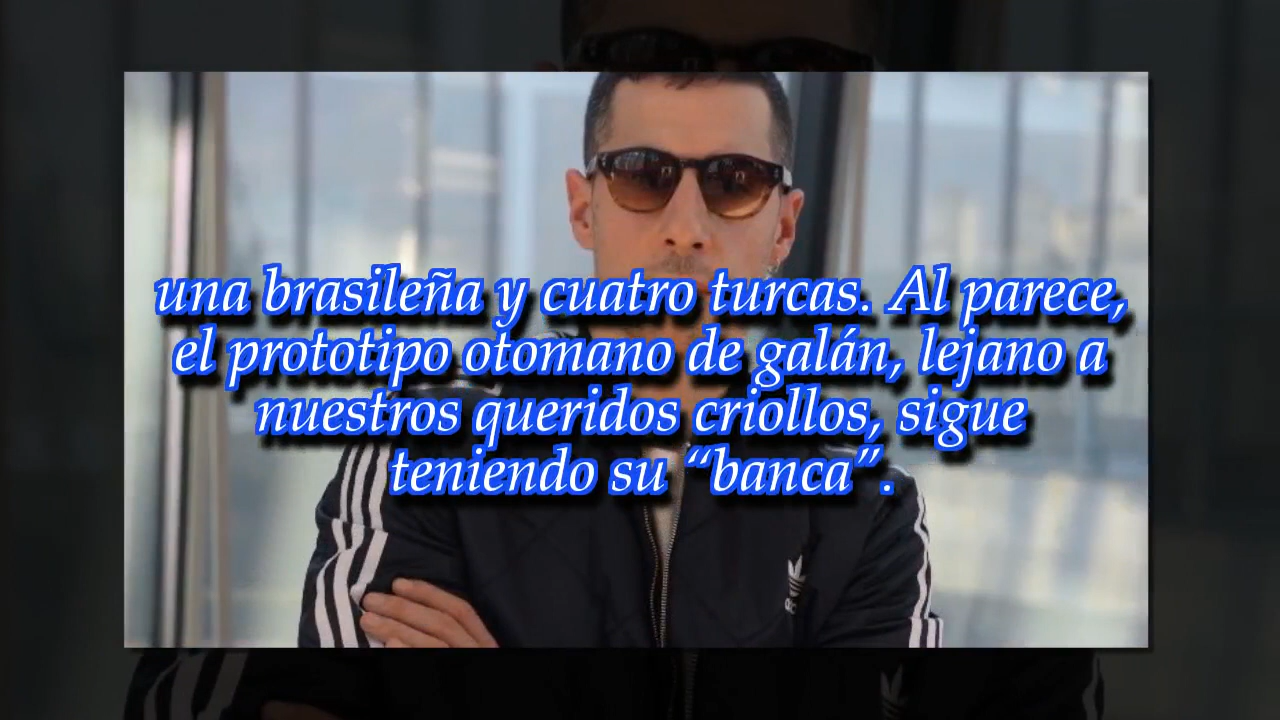 una brasileña y cuatro turcas. Al parece,
el prototipo otomano de galán, lejano a
nuestros queridos criollos, sigue
teniendo su “banca”.